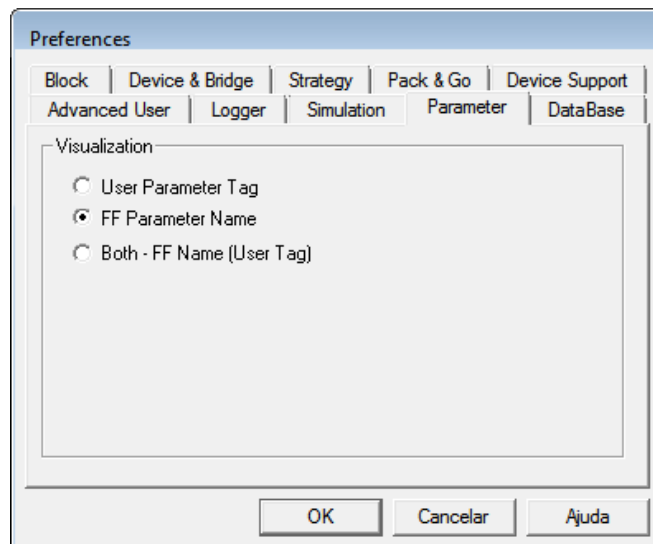 Preferences
Block Device & Bridge Strategy Pack & Go Device Support
Advanced User Logger Simulation Parameter DataBase
Visualization
User Parameter Tag
FF Parameter Name
Both - FF Name (User Tag)
OK Cancelar Ajuda